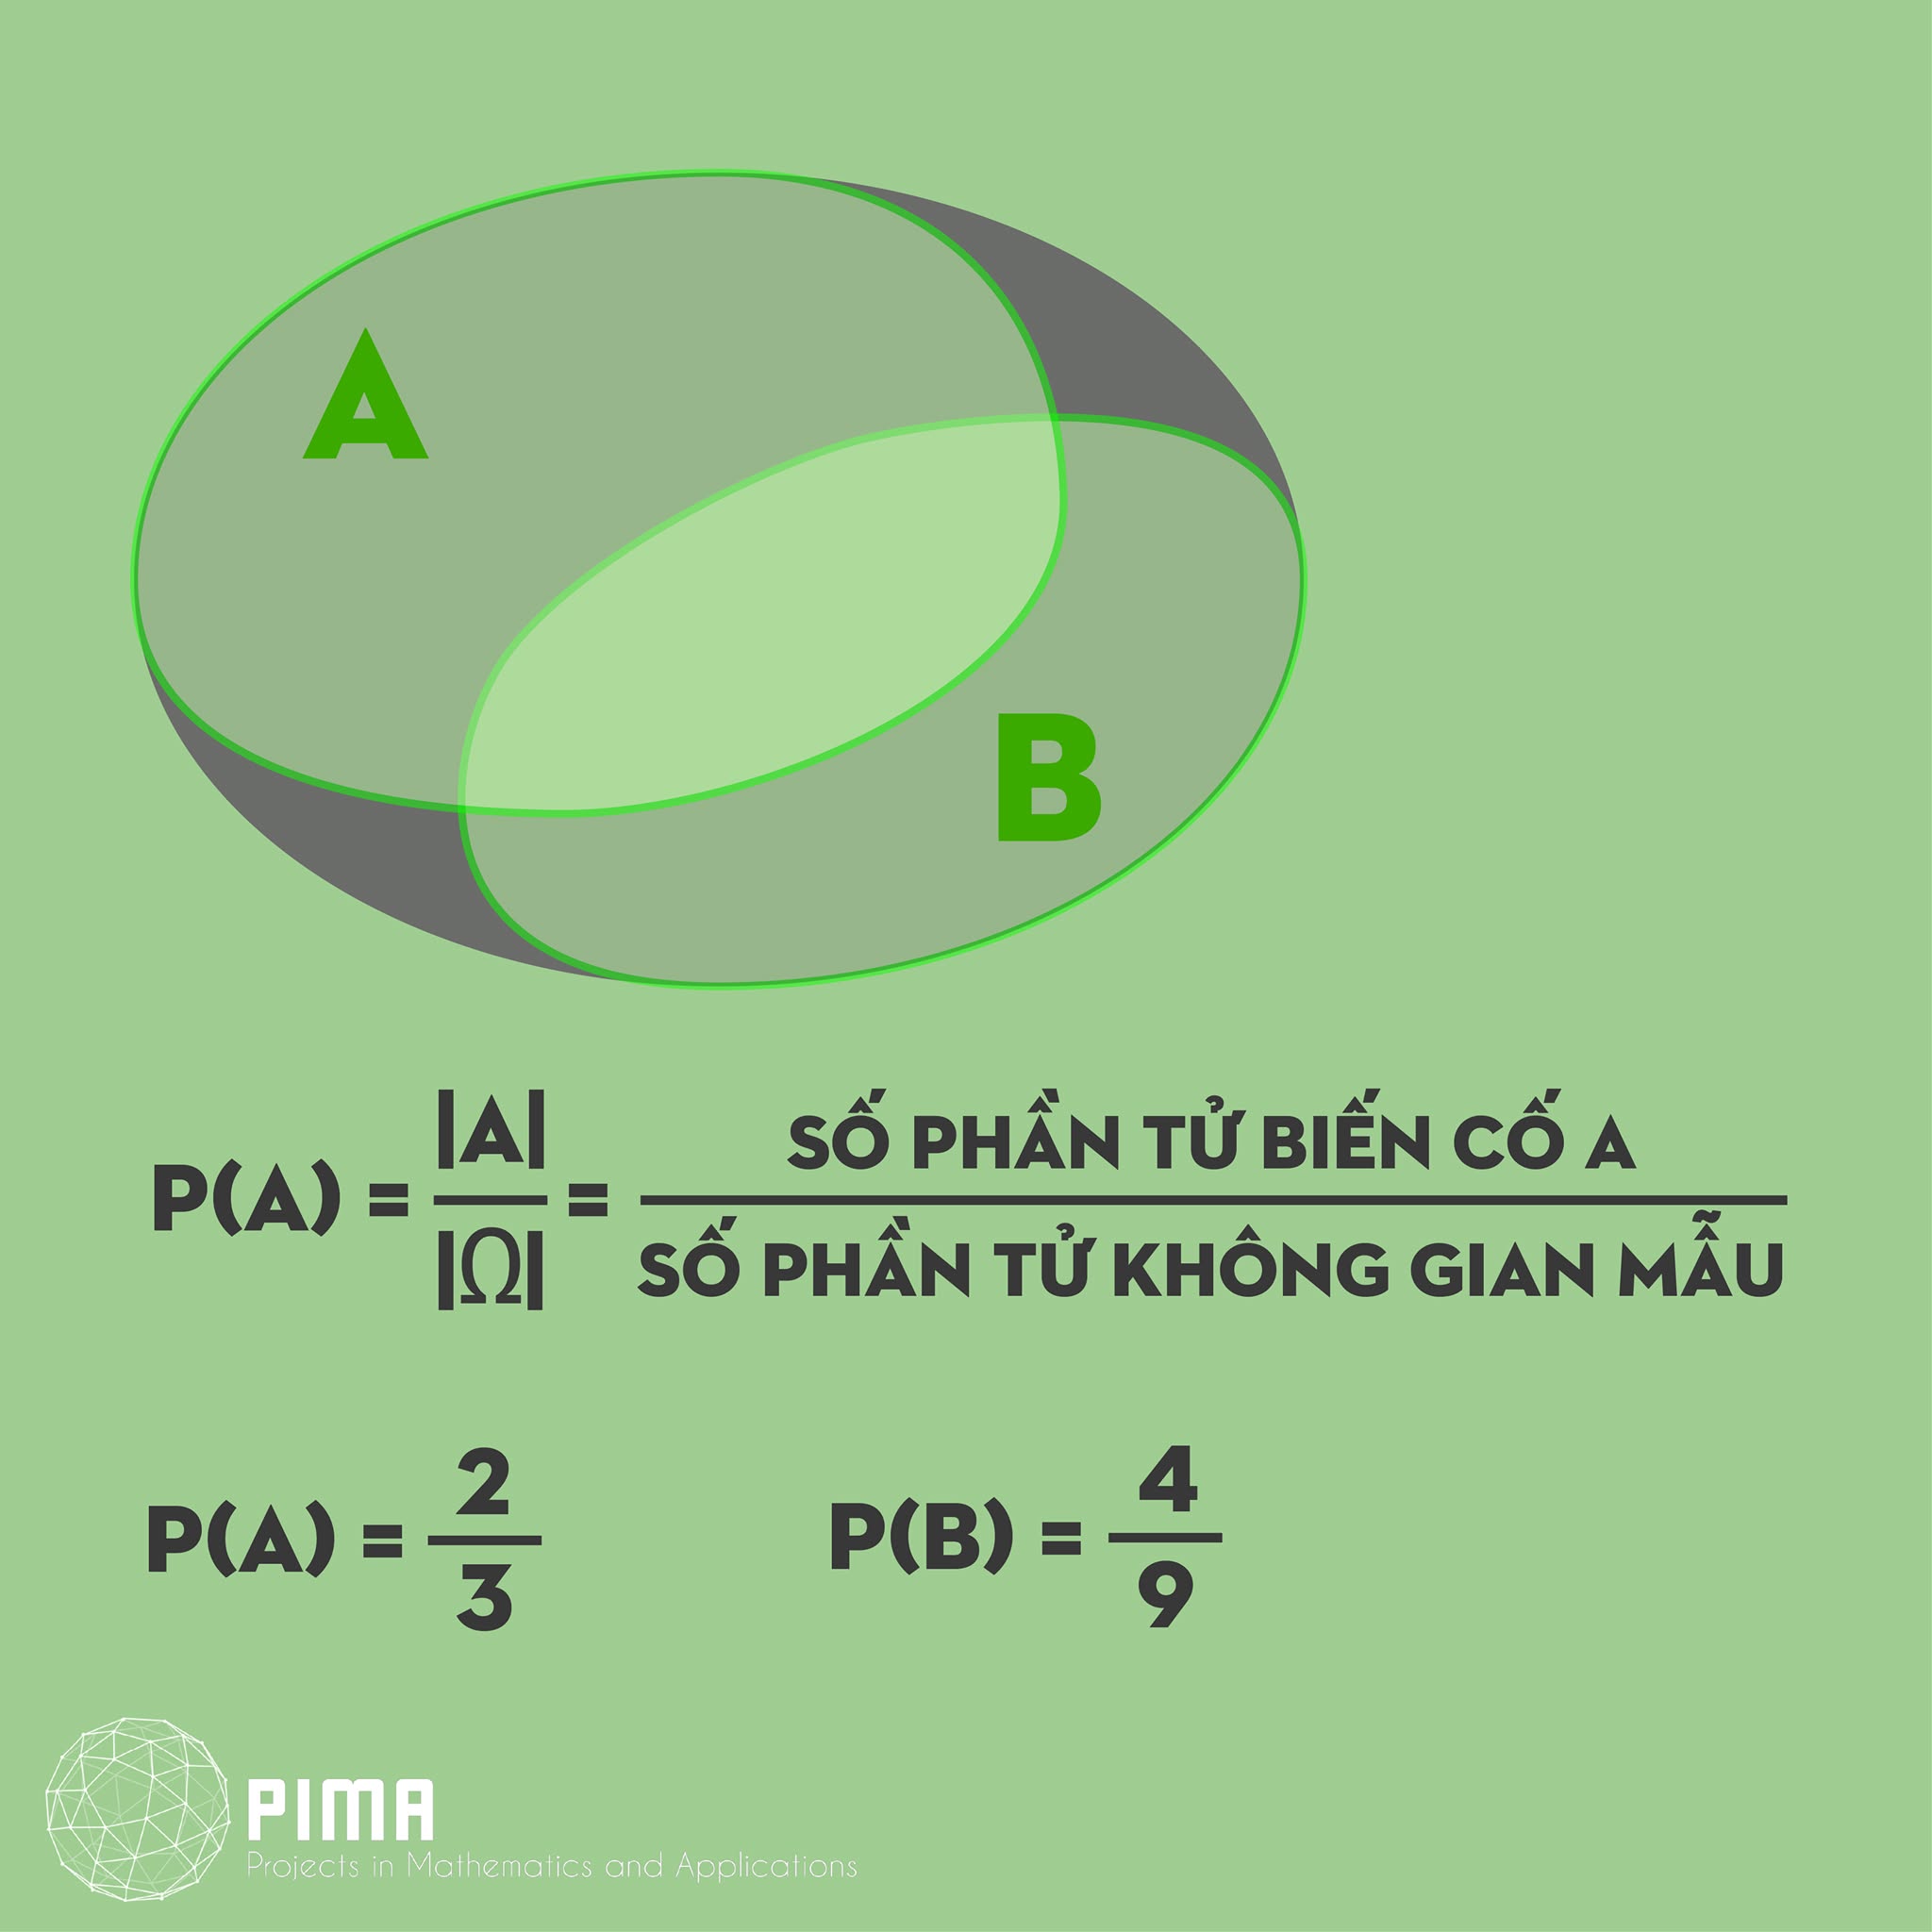 A
B
P(A) = |A| / |Ω| = SỐ PHẦN TỬ BIẾN CỐ A / SỐ PHẦN TỬ KHÔNG GIAN MẪU
P(A) = 2/3
P(B) = 4/9
PIMA
Projects in Mathematics and Applications